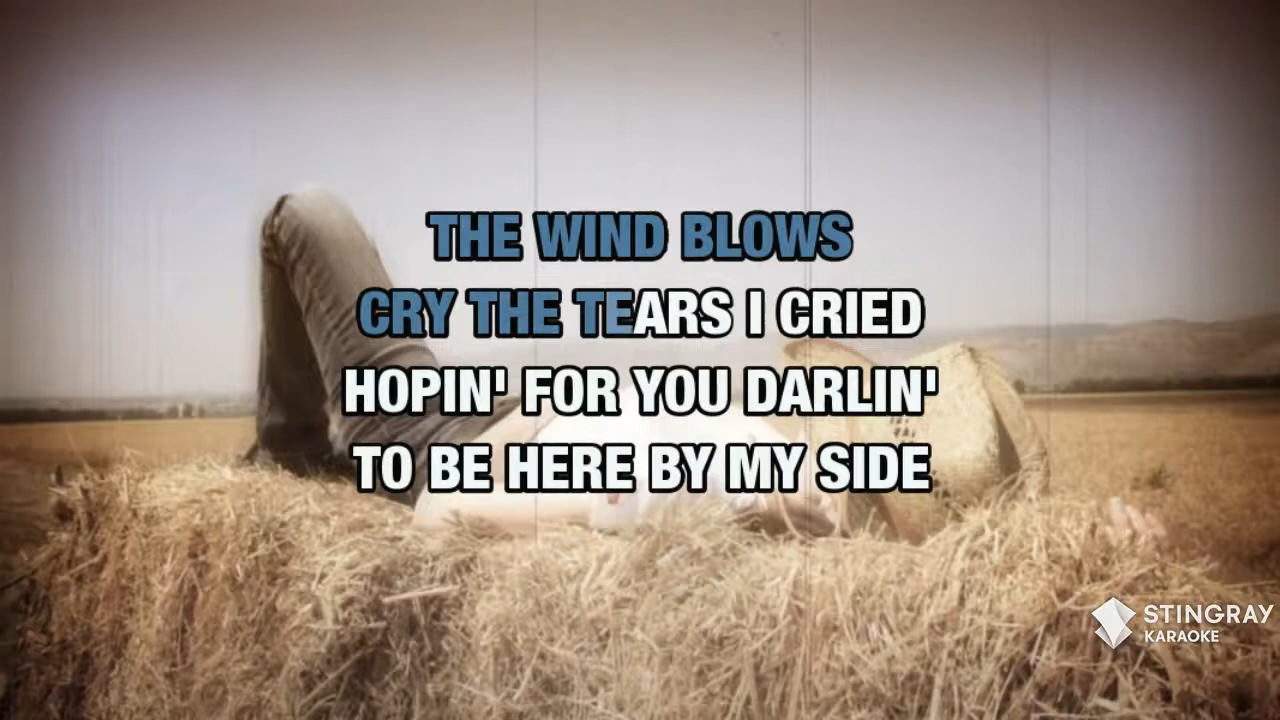 THE WIND BLOWS
CRY THE TEARS I CRIED
HOPIN' FOR YOU DARLIN'
TO BE HERE BY MY SIDE
STINGRAY
KARAOKE